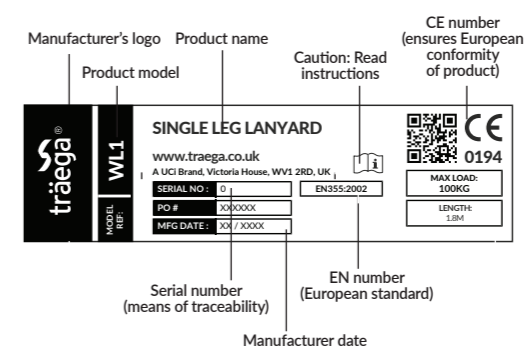 CE number
(ensures European
conformity
of product)
Manufacturer's logo
Product name
Caution: Read
instructions
Product model
träega®
MODEL REF:
WL1
SINGLE LEG LANYARD
www.traega.co.uk
A UCi Brand, Victoria House, WV1 2RD, UK
i
SERIAL NO : 0
EN355:2002
PO # XXXXXX
MFG DATE : XX / XXXX
CE
0194
MAX LOAD:
100KG
LENGTH:
1.8M
Serial number
(means of traceability)
EN number
(European standard)
Manufacturer date